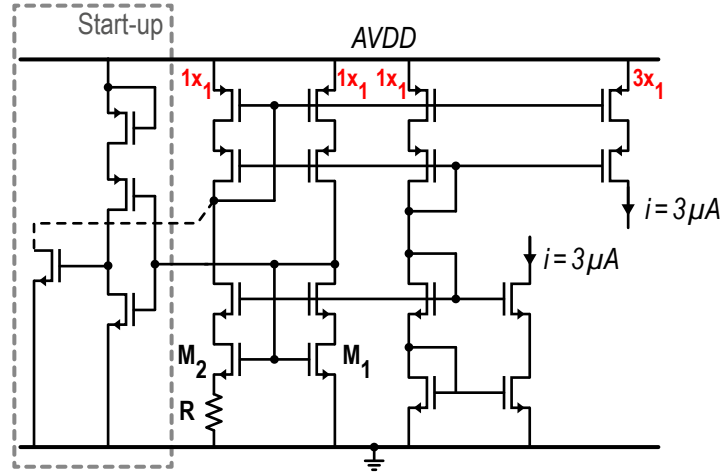 Start-up
AVDD
1x₁ 1x₁ 1x₁ 3x₁
i = 3μA
i = 3μA
M₂ M₁
R